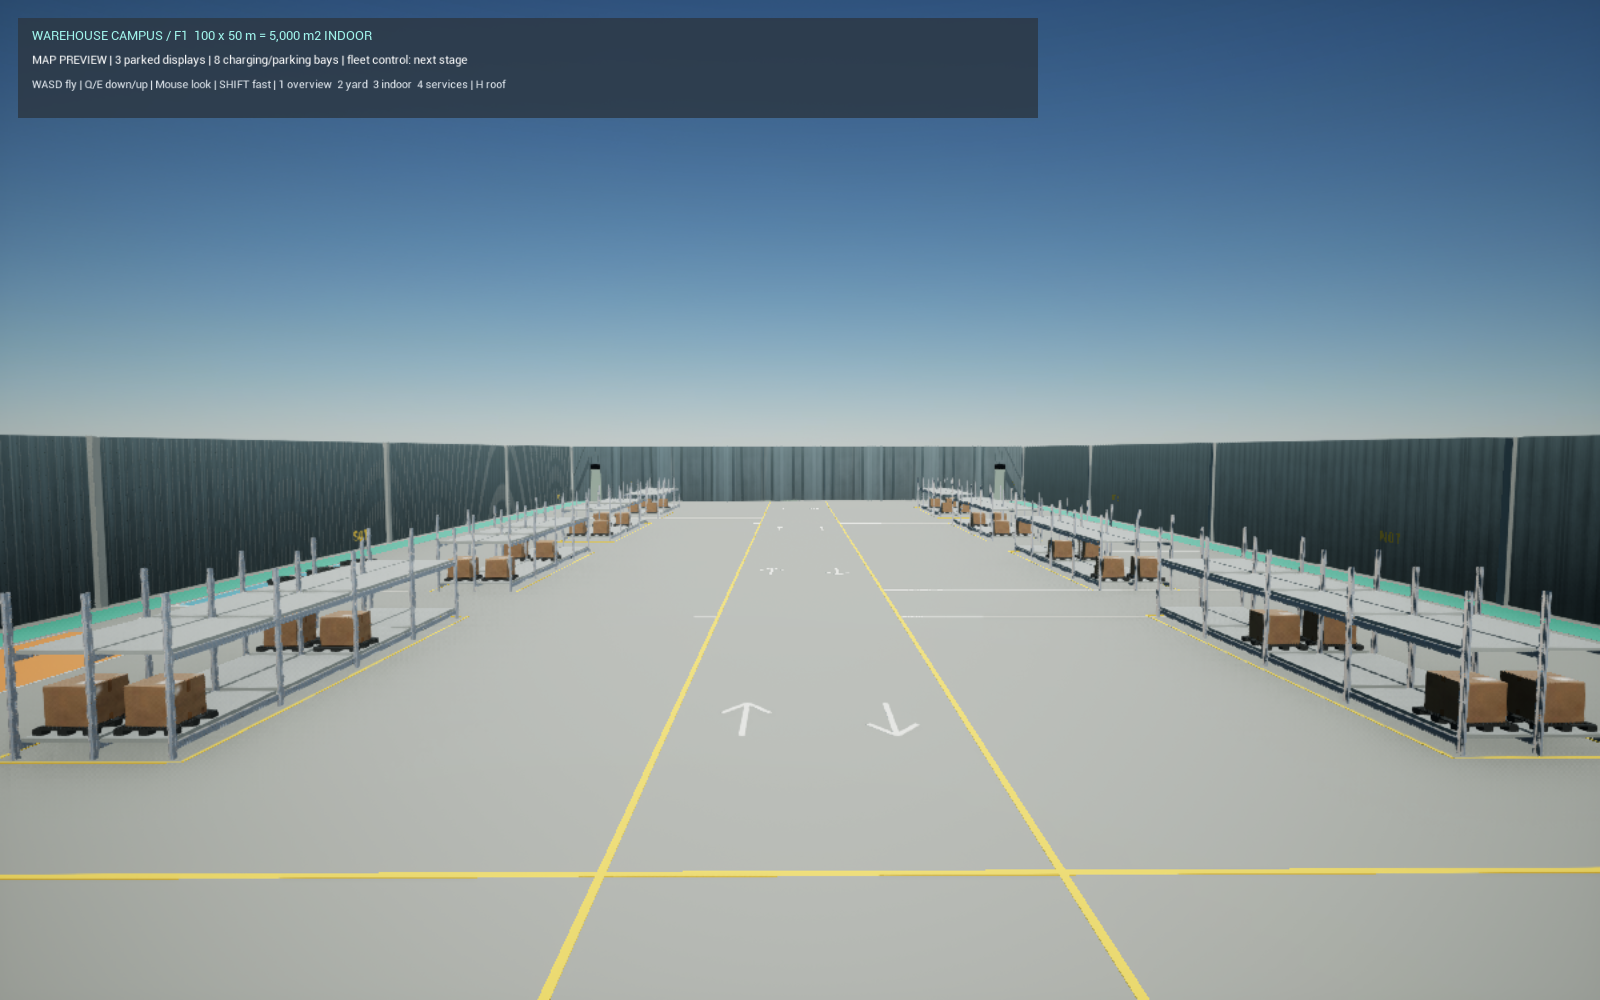 WAREHOUSE CAMPUS / F1 100 x 50 m = 5,000 m2 INDOOR
MAP PREVIEW | 3 parked displays | 8 charging/parking bays | fleet control: next stage
WASD fly | Q/E down/up | Mouse look | SHIFT fast | 1 overview 2 yard 3 indoor 4 services | H roof